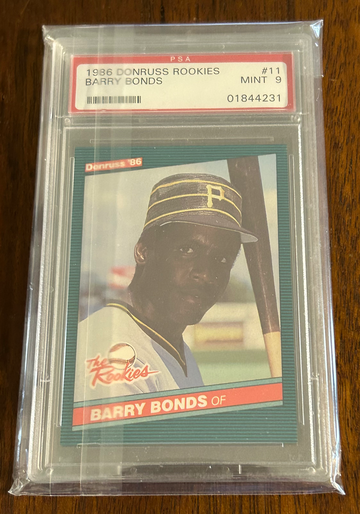 PSA
1986 DONRUSS ROOKIES #11
BARRY BONDS MINT 9
01844231
Donruss '86
P
The Rookies
BARRY BONDS OF